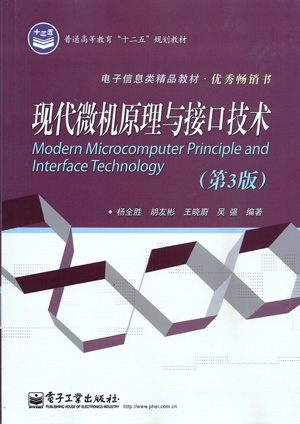 十二五
普通高等教育“十二五”规划教材
电子信息类精品教材·优秀畅销书
现代微机原理与接口技术
Modern Microcomputer Principle and
Interface Technology
(第3版)
• 杨全胜 胡友彬 王晓蔚 吴 强 编著
电子工业出版社
PUBLISHING HOUSE OF ELECTRONICS INDUSTRY
http://www.phei.com.cn